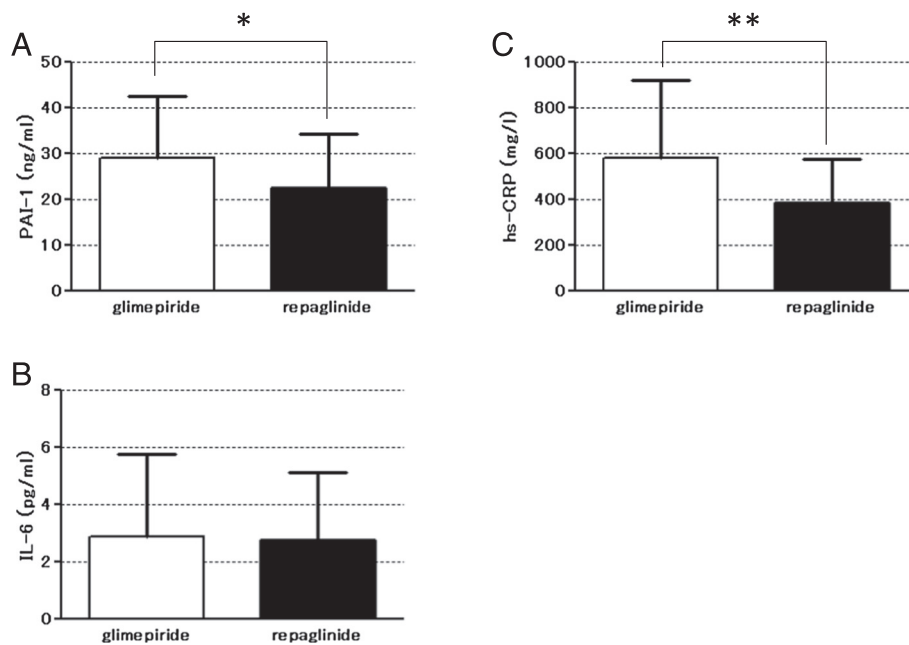 A
*
PAI-1 (ng/ml)
50
40
30
20
10
0
glimepiride
repaglinide
C
**
hs-CRP (mg/l)
1000
800
600
400
200
0
glimepiride
repaglinide
B
IL-6 (pg/ml)
8
6
4
2
0
glimepiride
repaglinide